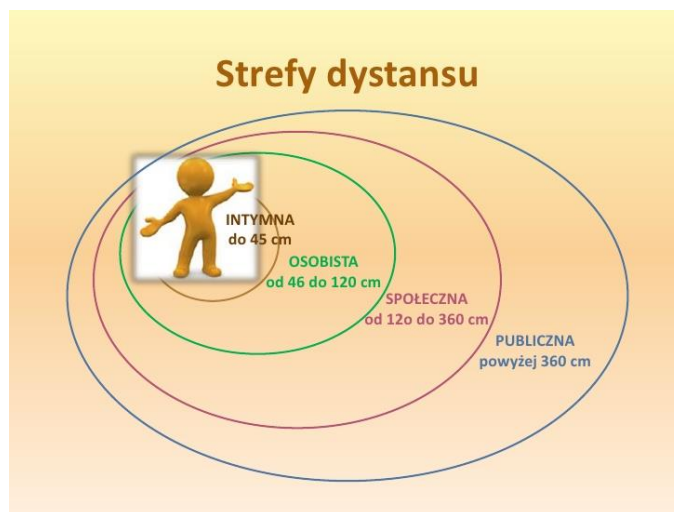 Strefy dystansu
INTYMNA
do 45 cm
OSOBISTA
od 46 do 120 cm
SPOŁECZNA
od 12o do 360 cm
PUBLICZNA
powyżej 360 cm